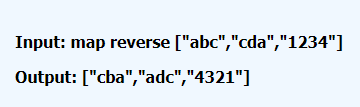 Input: map reverse ["abc","cda","1234"]
Output: ["cba","adc","4321"]